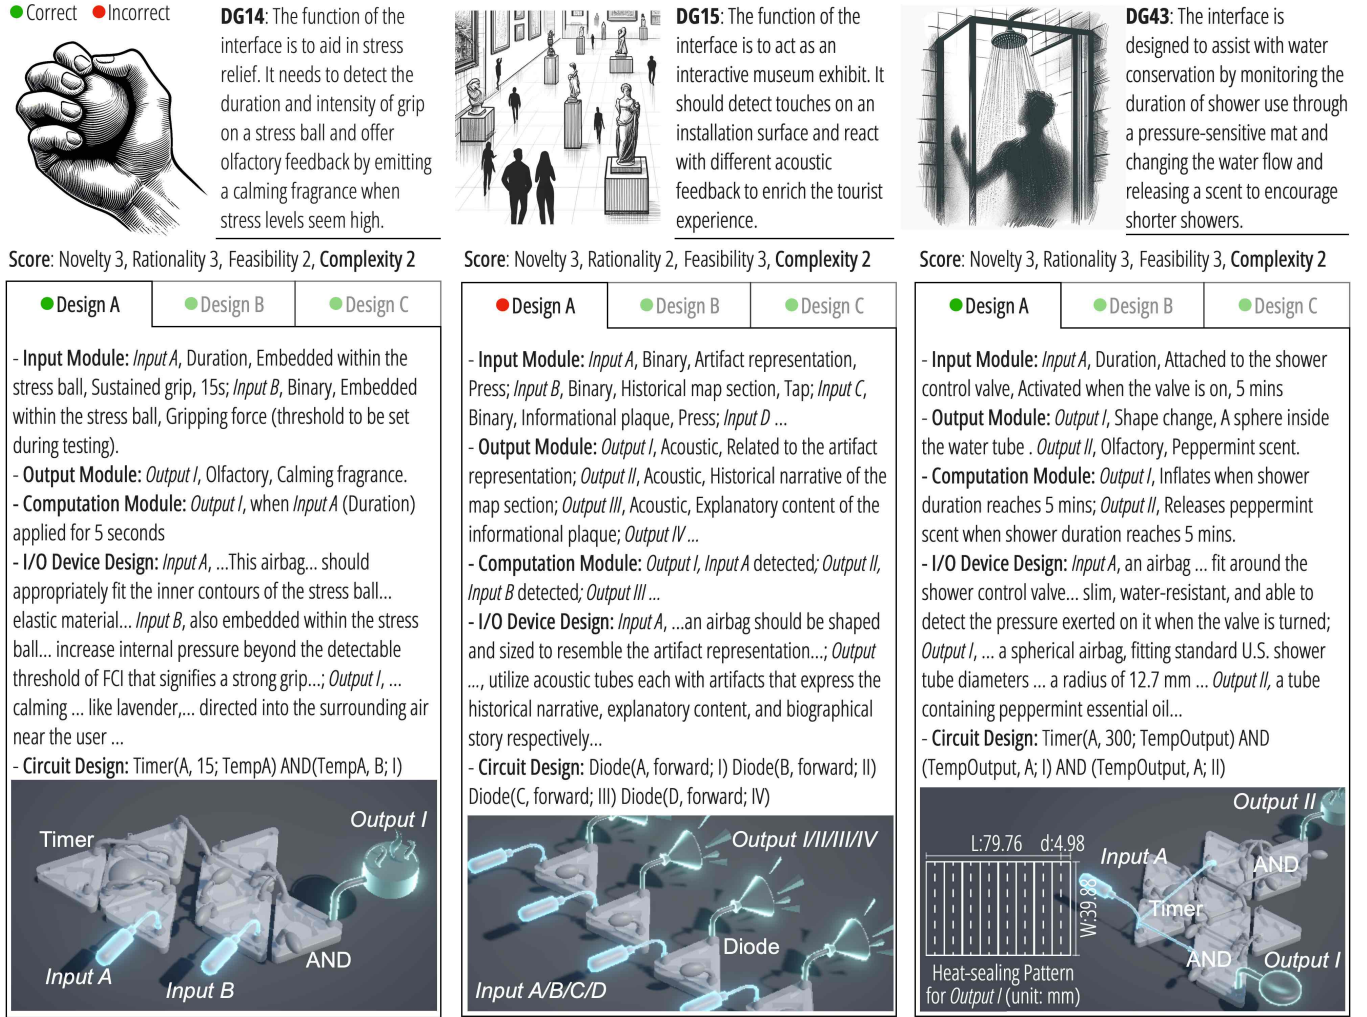 Correct Incorrect
DG14: The function of the
interface is to aid in stress
relief. It needs to detect the
duration and intensity of grip
on a stress ball and offer
olfactory feedback by emitting
a calming fragrance when
stress levels seem high.
Score: Novelty 3, Rationality 3, Feasibility 2, Complexity 2
Design A Design B Design C
- Input Module: Input A, Duration, Embedded within the
stress ball, Sustained grip, 15s; Input B, Binary, Embedded
within the stress ball, Gripping force (threshold to be set
during testing).
- Output Module: Output I, Olfactory, Calming fragrance.
- Computation Module: Output I, when Input A (Duration)
applied for 5 seconds
- I/O Device Design: Input A, ...This airbag... should
appropriately fit the inner contours of the stress ball...
elastic material... Input B, also embedded within the stress
ball... increase internal pressure beyond the detectable
threshold of FCI that signifies a strong grip...; Output I, ...
calming ... like lavender,... directed into the surrounding air
near the user ...
- Circuit Design: Timer(A, 15; TempA) AND(TempA, B; I)
Timer
Output I
Input A
Input B
AND
DG15: The function of the
interface is to act as an
interactive museum exhibit. It
should detect touches on an
installation surface and react
with different acoustic
feedback to enrich the tourist
experience.
Score: Novelty 3, Rationality 2, Feasibility 3, Complexity 2
Design A Design B Design C
- Input Module: Input A, Binary, Artifact representation,
Press; Input B, Binary, Historical map section, Tap; Input C,
Binary, Informational plaque, Press; Input D ...
- Output Module: Output I, Acoustic, Related to the artifact
representation; Output II, Acoustic, Historical narrative of the
map section; Output III, Acoustic, Explanatory content of the
informational plaque; Output IV ...
- Computation Module: Output I, Input A detected; Output II,
Input B detected; Output III ...
- I/O Device Design: Input A, ...an airbag should be shaped
and sized to resemble the artifact representation...; Output
..., utilize acoustic tubes each with artifacts that express the
historical narrative, explanatory content, and biographical
story respectively...
- Circuit Design: Diode(A, forward; I) Diode(B, forward; II)
Diode(C, forward; III) Diode(D, forward; IV)
Output I/II/III/IV
Diode
Input A/B/C/D
DG43: The interface is
designed to assist with water
conservation by monitoring the
duration of shower use through
a pressure-sensitive mat and
changing the water flow and
releasing a scent to encourage
shorter showers.
Score: Novelty 3, Rationality 3, Feasibility 3, Complexity 2
Design A Design B Design C
- Input Module: Input A, Duration, Attached to the shower
control valve, Activated when the valve is on, 5 mins
- Output Module: Output I, Shape change, A sphere inside
the water tube . Output II, Olfactory, Peppermint scent.
- Computation Module: Output I, Inflates when shower
duration reaches 5 mins; Output II, Releases peppermint
scent when shower duration reaches 5 mins.
- I/O Device Design: Input A, an airbag ... fit around the
shower control valve... slim, water-resistant, and able to
detect the pressure exerted on it when the valve is turned;
Output I, ... a spherical airbag, fitting standard U.S. shower
tube diameters ... a radius of 12.7 mm ... Output II, a tube
containing peppermint essential oil...
- Circuit Design: Timer(A, 300; TempOutput) AND
(TempOutput, A; I) AND (TempOutput, A; II)
Output II
L:79.76 d:4.98
Input A
AND
W:39.88
Timer
AND
Output I
Heat-sealing Pattern
for Output I (unit: mm)